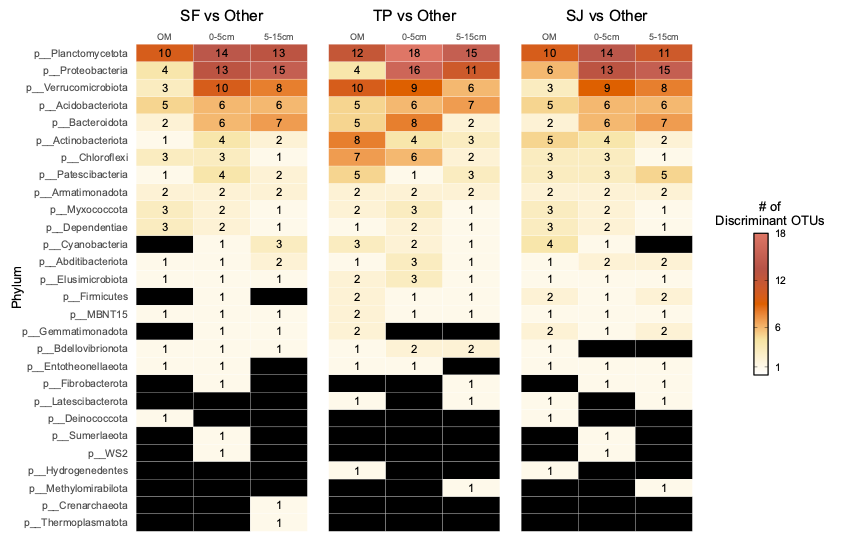 SF vs Other TP vs Other SJ vs Other
OM 0-5cm 5-15cm OM 0-5cm 5-15cm OM 0-5cm 5-15cm
p__Planctomycetota 10 14 13 12 18 15 10 14 11
p__Proteobacteria 4 13 15 4 16 11 6 13 15
p__Verrucomicrobiota 3 10 8 10 9 6 3 9 8
p__Acidobacteriota 5 6 6 5 6 7 5 6 6
p__Bacteroidota 2 6 7 5 8 2 2 6 7
p__Actinobacteriota 1 4 2 8 4 3 5 4 2
p__Chloroflexi 3 3 1 7 6 2 3 3 1
p__Patescibacteria 1 4 2 5 1 3 3 3 5
p__Armatimonadota 2 2 2 2 2 2 2 2 2
p__Myxococcota 3 2 1 2 3 1 3 2 1
p__Dependentiae 3 2 1 1 2 1 3 2 1
p__Cyanobacteria 1 3 3 2 1 4 1
p__Abditibacteriota 1 1 2 1 3 1 1 2 2
p__Elusimicrobiota 1 1 1 2 3 1 1 1 1
p__Firmicutes 1 2 1 1 2 1 2
p__MBNT15 1 1 1 2 1 1 1 1 1
p__Gemmatimonadota 1 1 2 2 1 2
p__Bdellovibrionota 1 1 1 1 2 2 1
p__Entotheonellaeota 1 1 1 1 1 1 1
p__Fibrobacterota 1 1 1 1
p__Latescibacterota 1 1 1 1
p__Deinococcota 1 1
p__Sumerlaeota 1 1
p__WS2 1 1
p__Hydrogenedentes 1 1
p__Methylomirabilota 1 1
p__Crenarchaeota 1
p__Thermoplasmatota 1
Phylum
# of
Discriminant OTUs
18
12
6
1